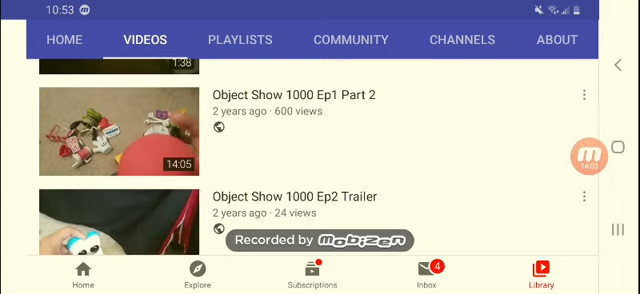 10:53
HOME VIDEOS PLAYLISTS COMMUNITY CHANNELS ABOUT
1:38
Object Show 1000 Ep1 Part 2
2 years ago · 600 views
14:05
14:03
Object Show 1000 Ep2 Trailer
2 years ago · 24 views
Recorded by mobizen
4
Home Explore Subscriptions Inbox Library